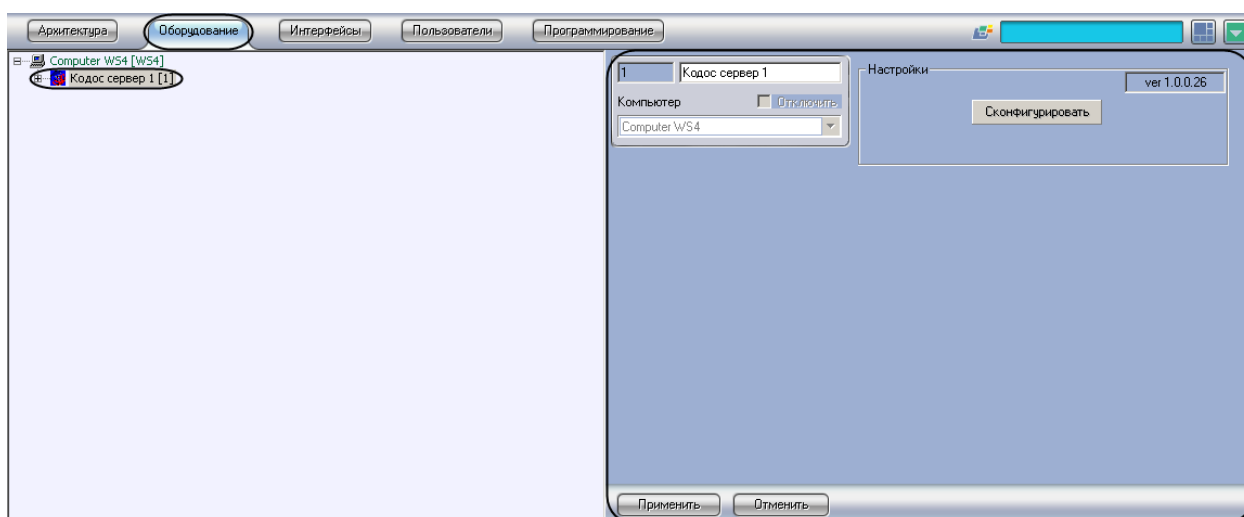 Архитектура Оборудование Интерфейсы Пользователи Программирование
Computer WS4 [WS4]
Кодос сервер 1 [1]
1 Кодос сервер 1
Компьютер Отключить
Computer WS4
Настройки
ver 1.0.0.26
Сконфигурировать
Применить Отменить